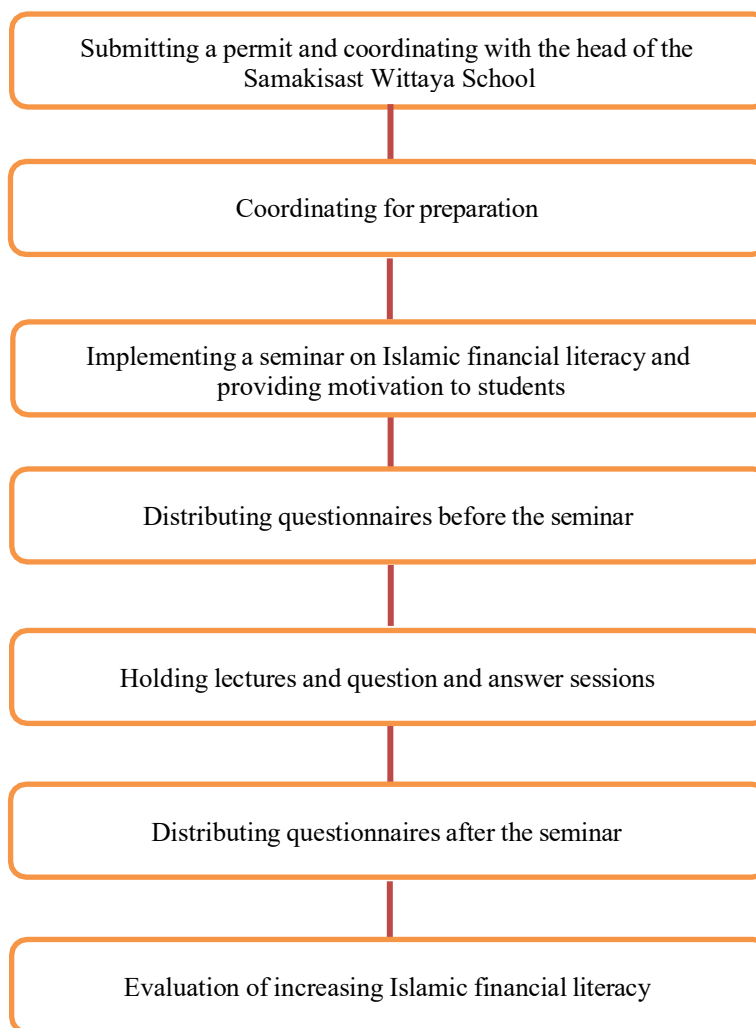 Submitting a permit and coordinating with the head of the
Samakisast Wittaya School
Coordinating for preparation
Implementing a seminar on Islamic financial literacy and
providing motivation to students
Distributing questionnaires before the seminar
Holding lectures and question and answer sessions
Distributing questionnaires after the seminar
Evaluation of increasing Islamic financial literacy